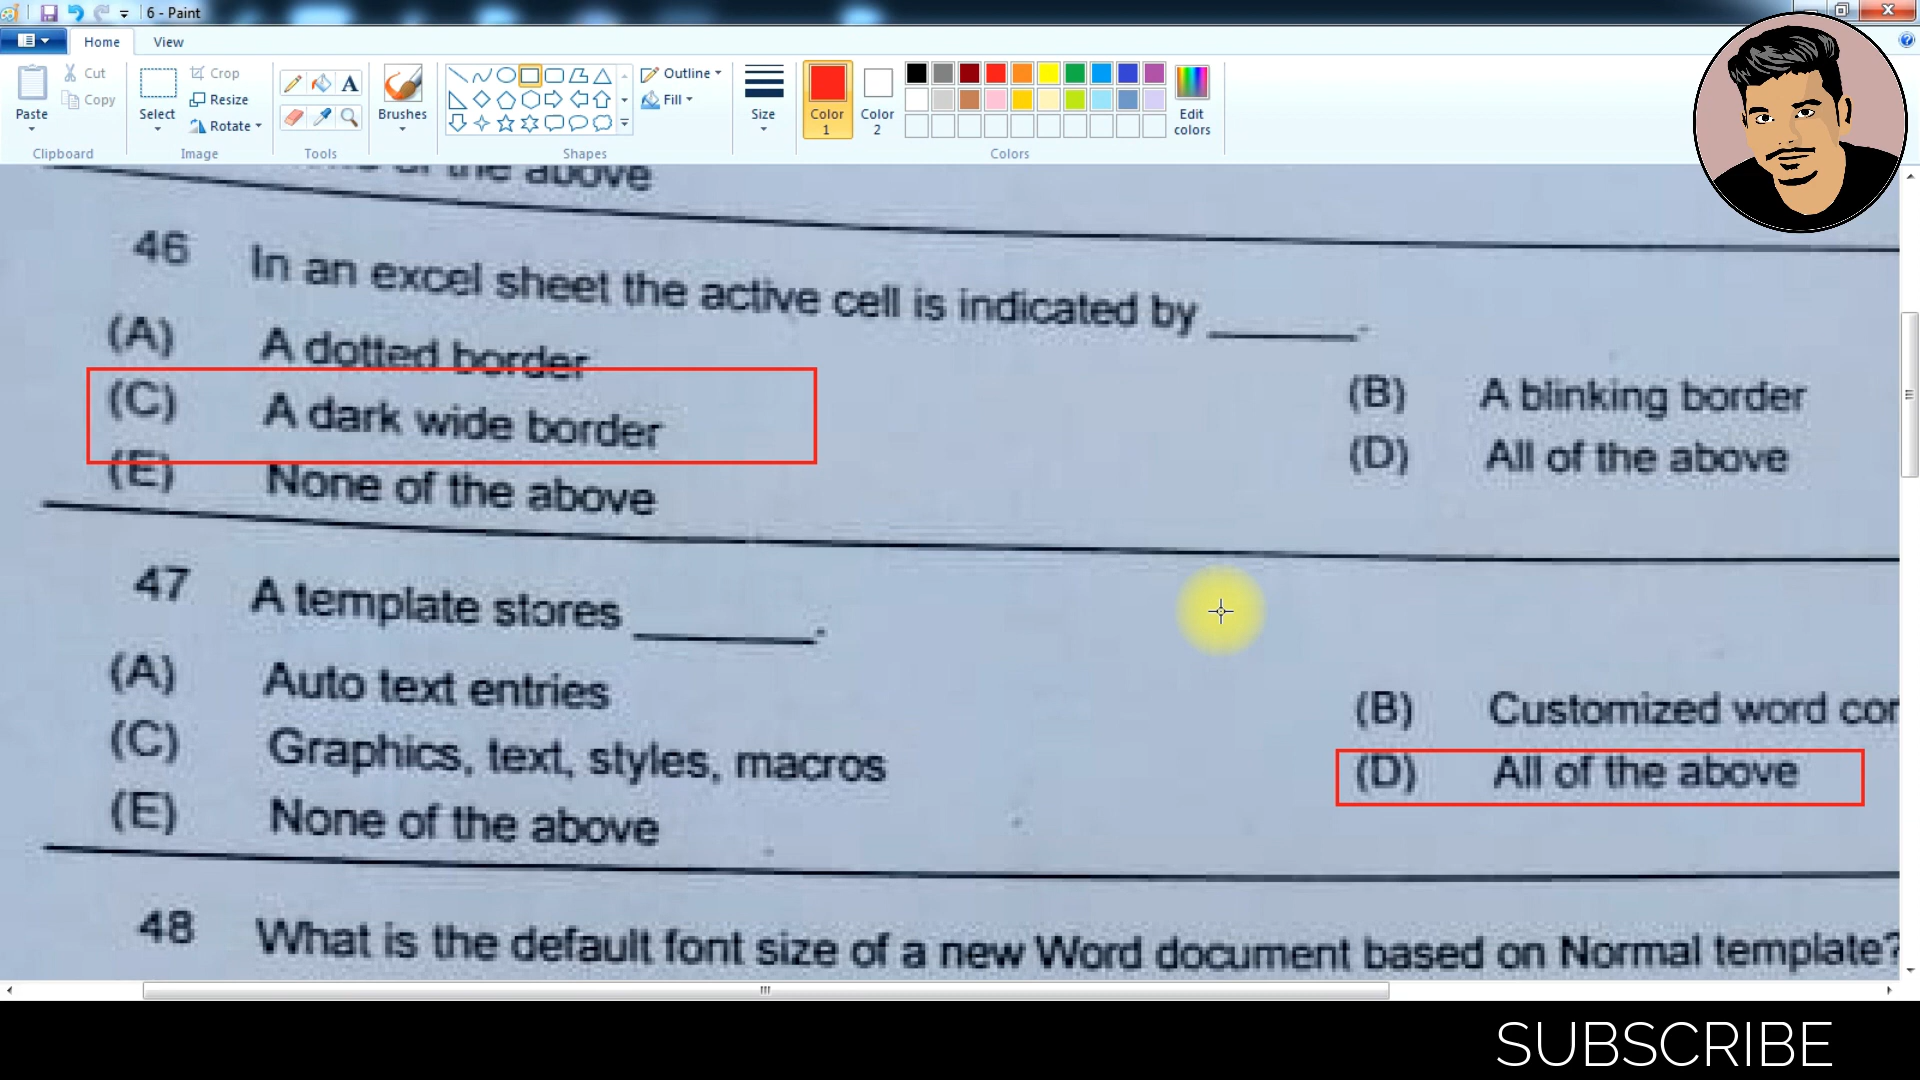 6 - Paint
Home View
Paste
Cut
Copy
Clipboard
Select
Crop
Resize
Rotate
Image
A
Tools
Brushes
Outline
Fill
Shapes
Size
Color 1
Color 2
Edit colors
Colors
of the above
46 In an excel sheet the active cell is indicated by ______.
(A) A dotted border
(B) A blinking border
(C) A dark wide border
(D) All of the above
(E) None of the above
47 A template stores ______.
(A) Auto text entries
(B) Customized word
(C) Graphics, text, styles, macros
(D) All of the above
(E) None of the above
48 What is the default font size of a new Word document based on Normal template?
SUBSCRIBE